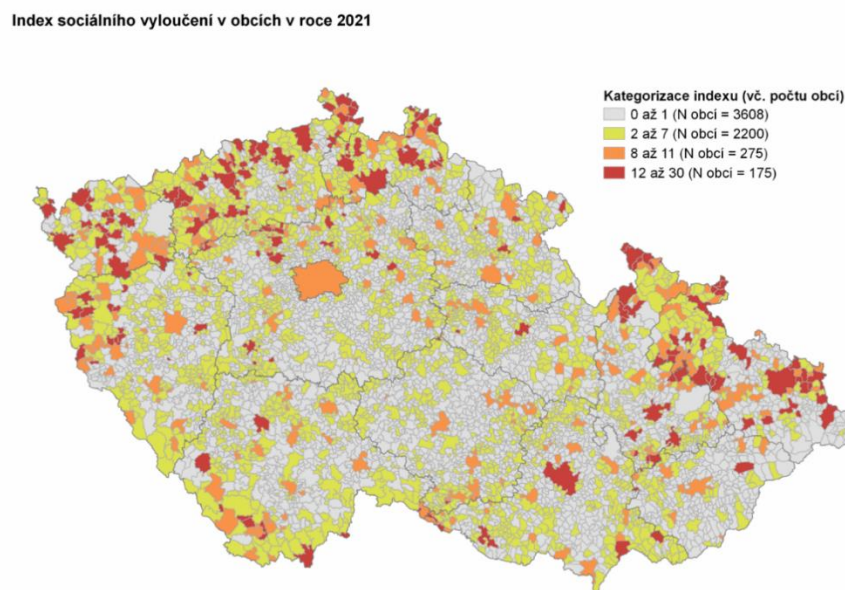 Index sociálního vyloučení v obcích v roce 2021
Kategorizace indexu (vč. počtu obcí)
0 až 1 (N obcí = 3608)
2 až 7 (N obcí = 2200)
8 až 11 (N obcí = 275)
12 až 30 (N obcí = 175)